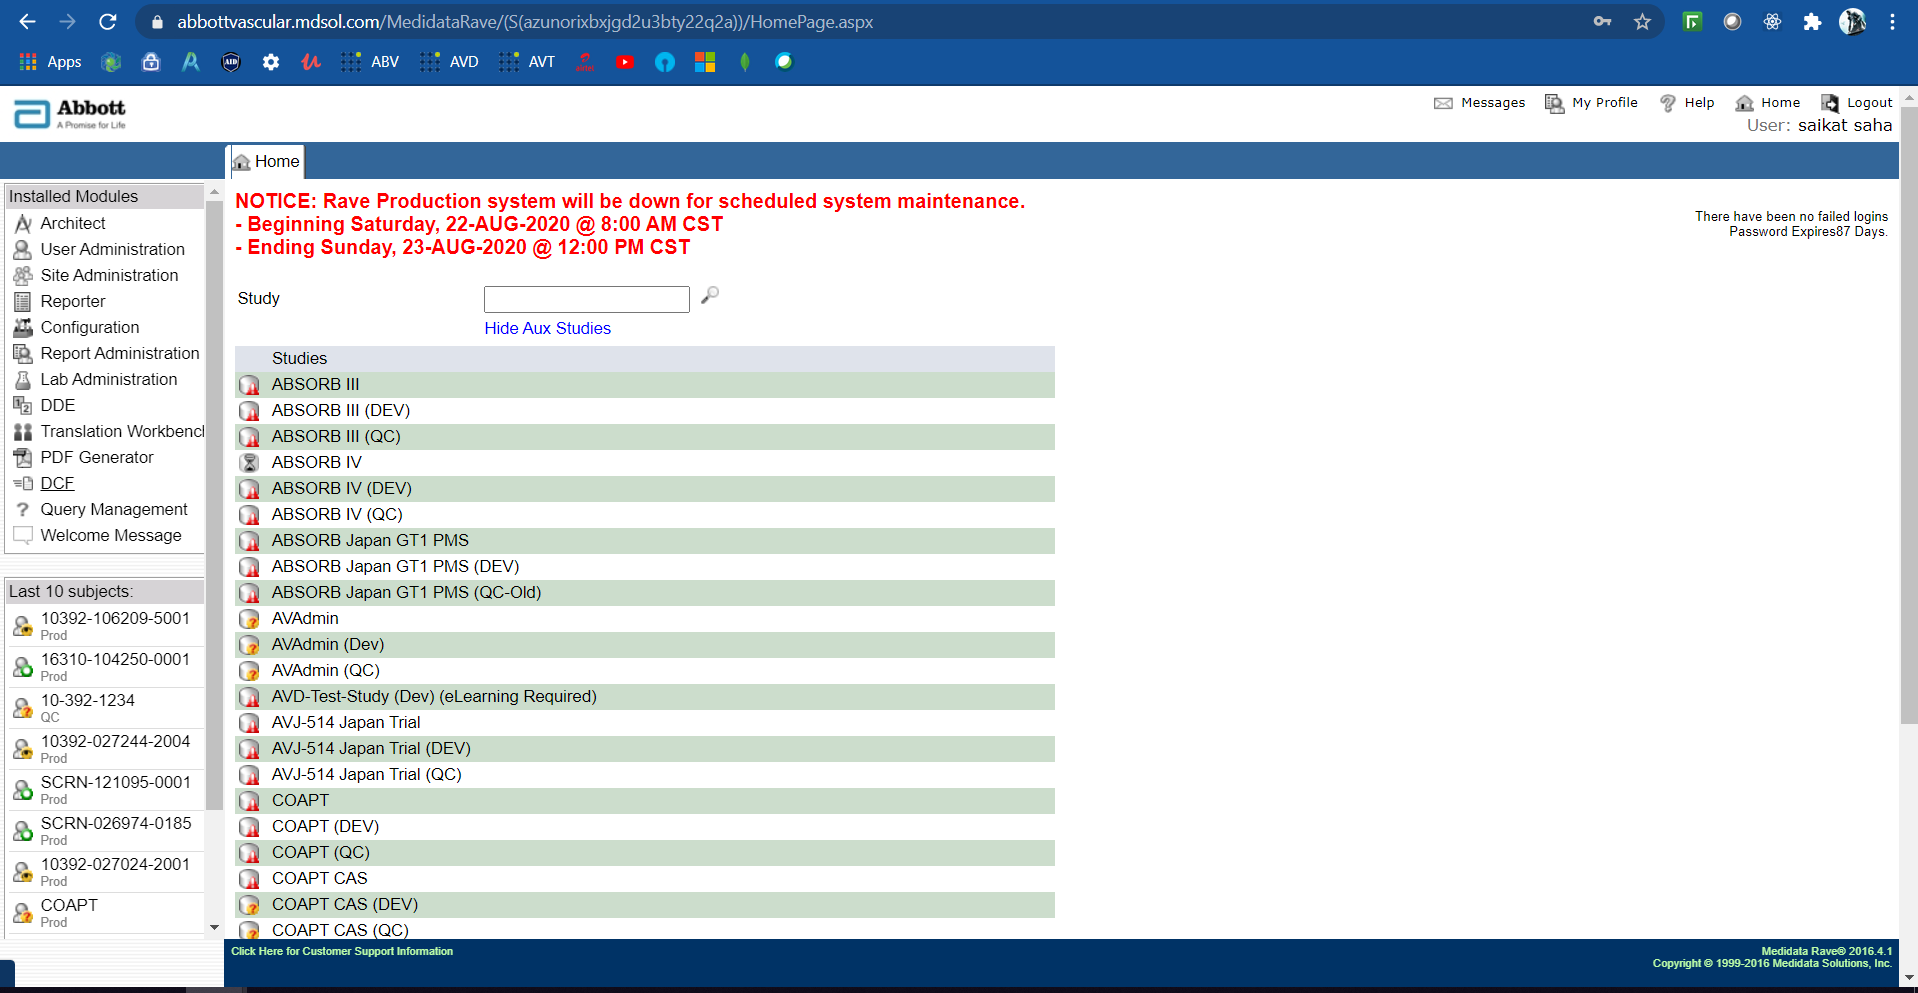 abbottvascular.mdsol.com/MedidataRave/(S(azunorixbxjgd2u3bty22q2a))/HomePage.aspx
Apps ABV AVD AVT
Abbott
A Promise for Life
Messages My Profile Help Home Logout
User: saikat saha
Home
Installed Modules
Architect
User Administration
Site Administration
Reporter
Configuration
Report Administration
Lab Administration
DDE
Translation Workbencl
PDF Generator
DCF
Query Management
Welcome Message
Last 10 subjects:
10392-106209-5001
Prod
16310-104250-0001
Prod
10-392-1234
QC
10392-027244-2004
Prod
SCRN-121095-0001
Prod
SCRN-026974-0185
Prod
10392-027024-2001
Prod
COAPT
Prod
NOTICE: Rave Production system will be down for scheduled system maintenance.
- Beginning Saturday, 22-AUG-2020 @ 8:00 AM CST
- Ending Sunday, 23-AUG-2020 @ 12:00 PM CST
There have been no failed logins
Password Expires87 Days.
Study
Hide Aux Studies
Studies
ABSORB III
ABSORB III (DEV)
ABSORB III (QC)
ABSORB IV
ABSORB IV (DEV)
ABSORB IV (QC)
ABSORB Japan GT1 PMS
ABSORB Japan GT1 PMS (DEV)
ABSORB Japan GT1 PMS (QC-Old)
AVAdmin
AVAdmin (Dev)
AVAdmin (QC)
AVD-Test-Study (Dev) (eLearning Required)
AVJ-514 Japan Trial
AVJ-514 Japan Trial (DEV)
AVJ-514 Japan Trial (QC)
COAPT
COAPT (DEV)
COAPT (QC)
COAPT CAS
COAPT CAS (DEV)
COAPT CAS (QC)
Click Here for Customer Support Information
Medidata Rave® 2016.4.1
Copyright © 1999-2016 Medidata Solutions, Inc.